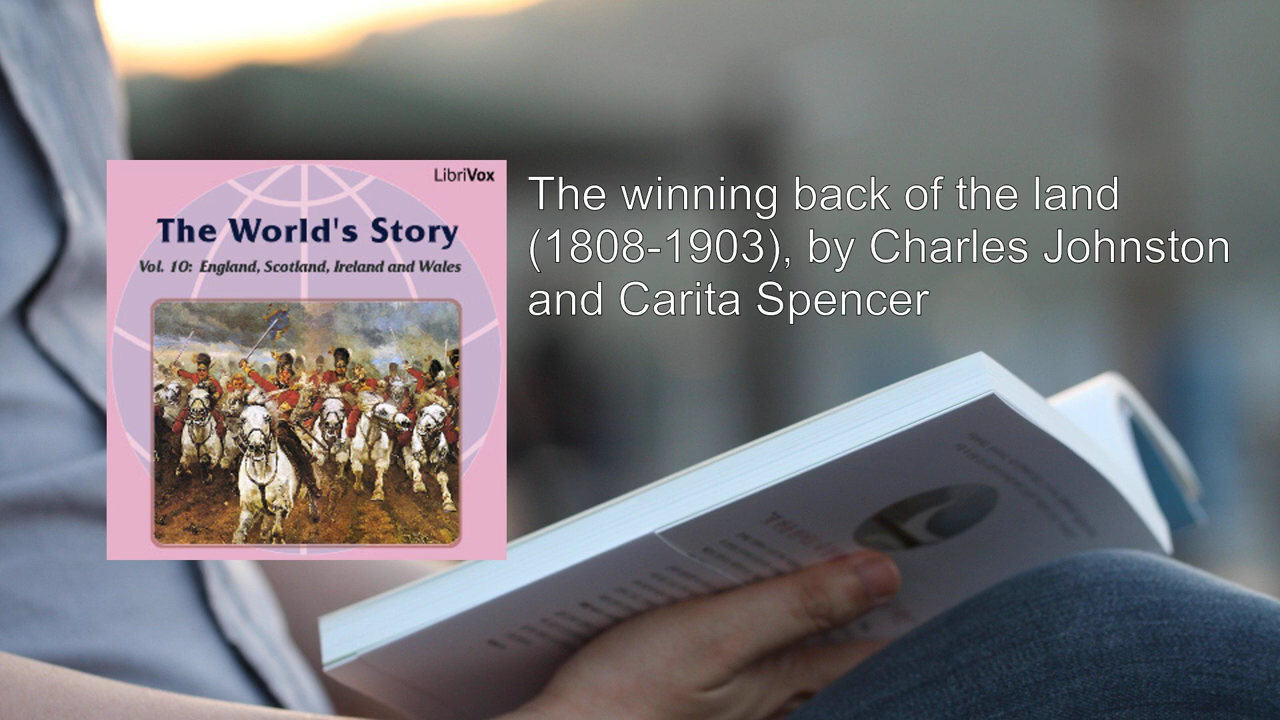 LibriVox
The World's Story
Vol. 10: England, Scotland, Ireland and Wales
The winning back of the land
(1808-1903), by Charles Johnston
and Carita Spencer